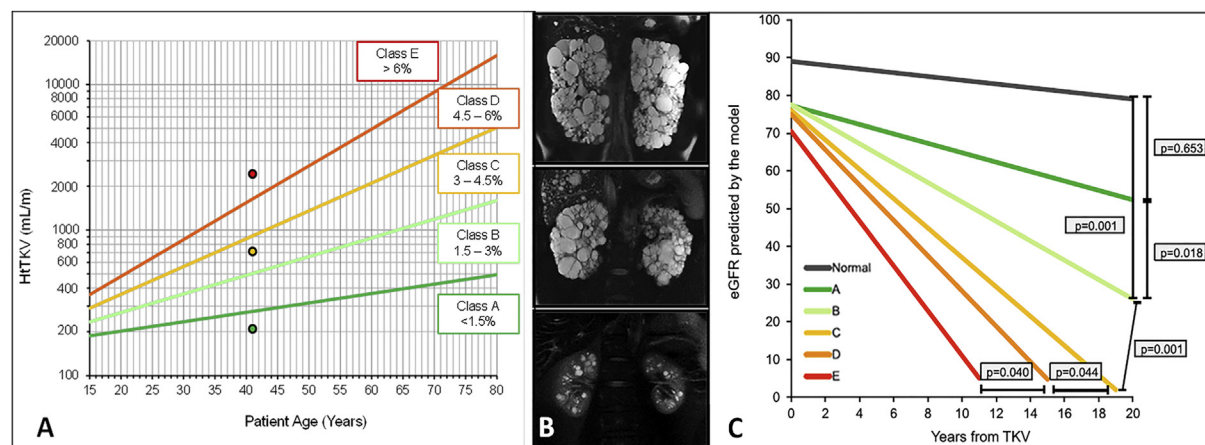 20000
10000
8000
6000
4000
2000
1000
800
600
400
200
100
HtTKV (mL/m)
Class E
> 6%
Class D
4.5 – 6%
Class C
3 – 4.5%
Class B
1.5 – 3%
Class A
<1.5%
15 20 25 30 35 40 45 50 55 60 65 70 75 80
Patient Age (Years)
A
B
100
90
80
70
60
50
40
30
20
10
0
eGFR predicted by the model
Normal
A
B
C
D
E
p=0.653
p=0.001
p=0.018
p=0.001
p=0.040
p=0.044
0 2 4 6 8 10 11 12 14 15 16 18 20
Years from TKV
C